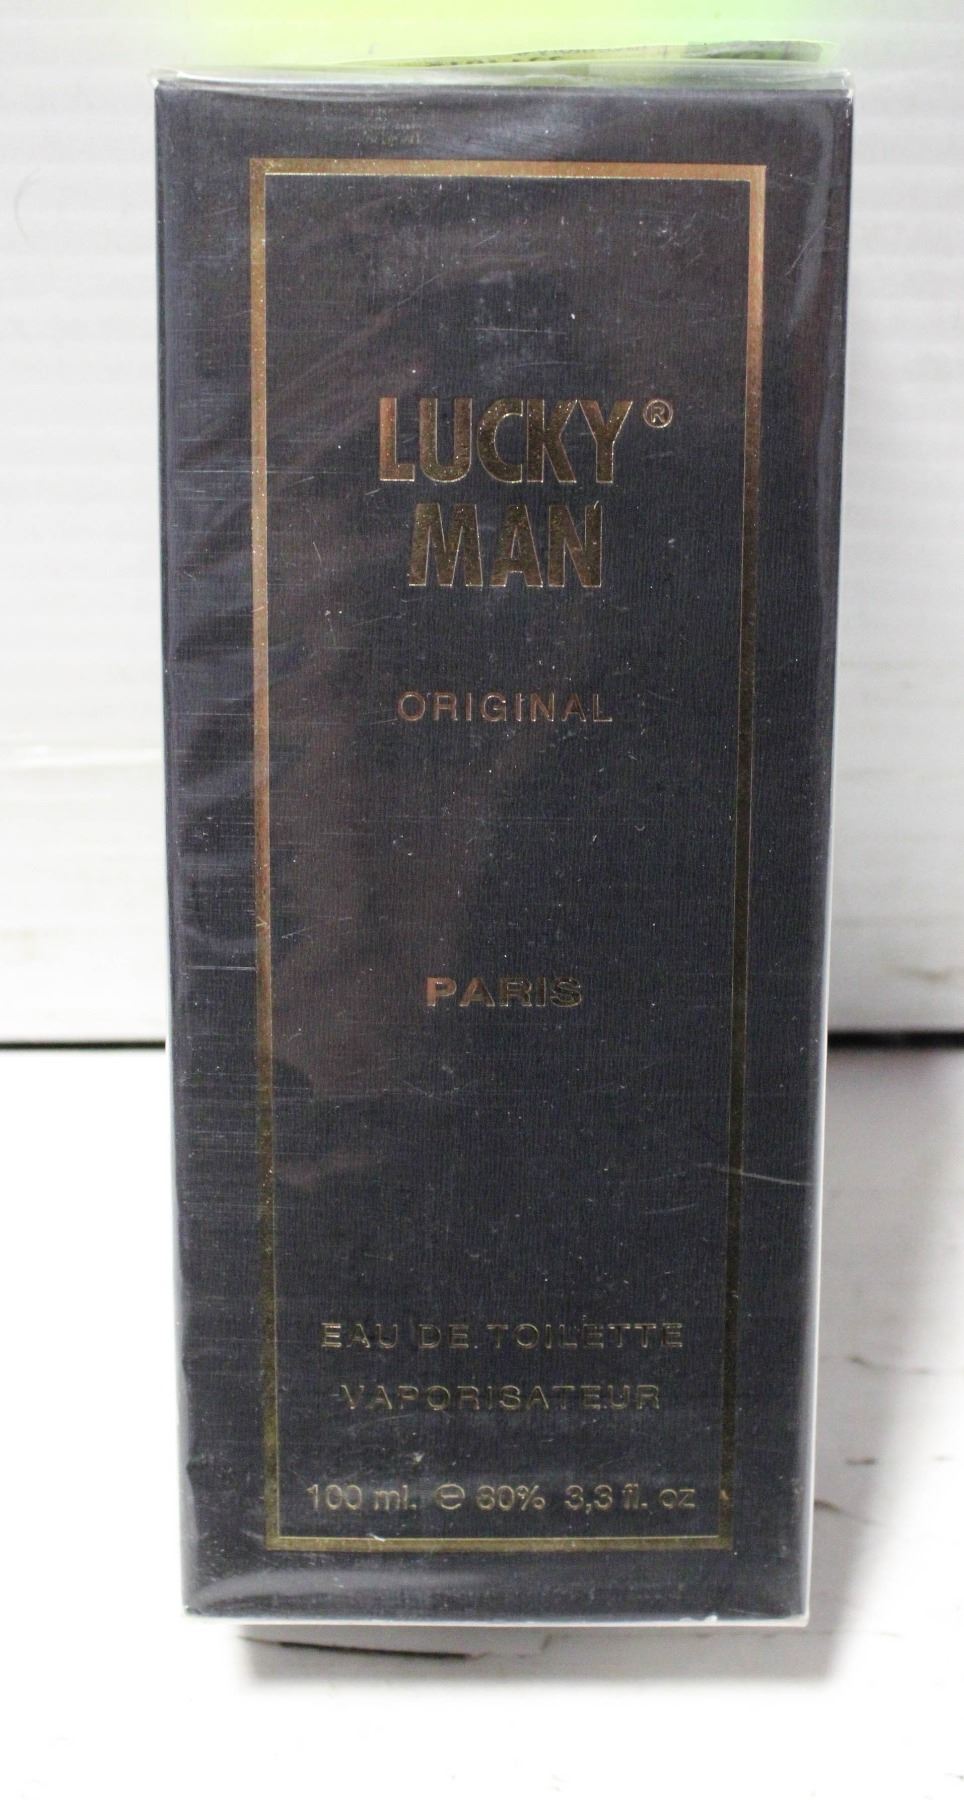 LUCKY®
MAN
ORIGINAL
PARIS
EAU DE TOILETTE
VAPORISATEUR
100 ml. ℮ 80% 3,3 fl. oz